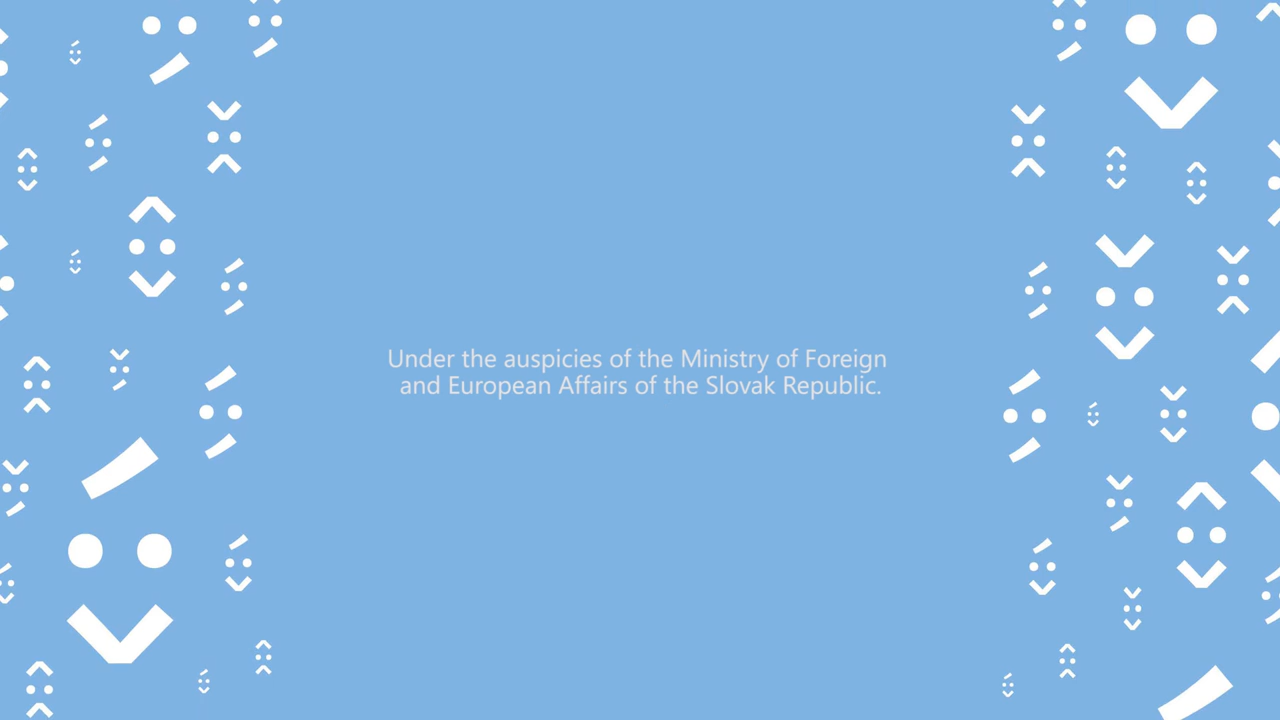 Under the auspicies of the Ministry of Foreign
and European Affairs of the Slovak Republic.